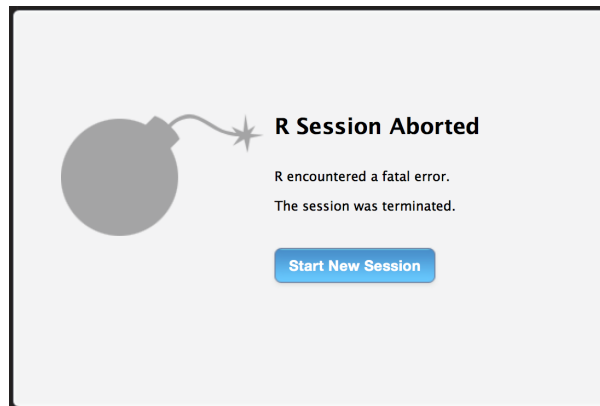 R Session Aborted
R encountered a fatal error.
The session was terminated.
Start New Session